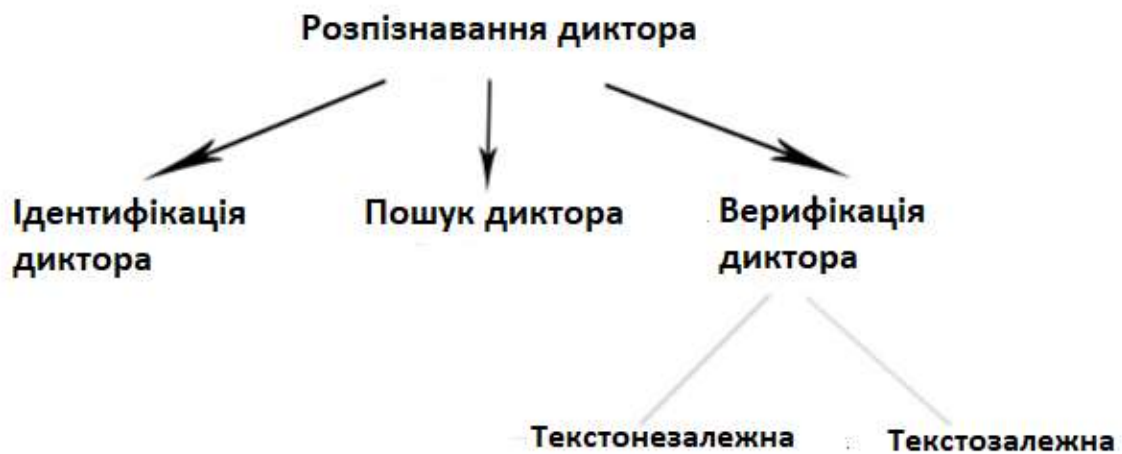 Розпізнавання диктора
Ідентифікація
диктора
Пошук диктора
Верифікація
диктора
Текстонезалежна
Текстозалежна